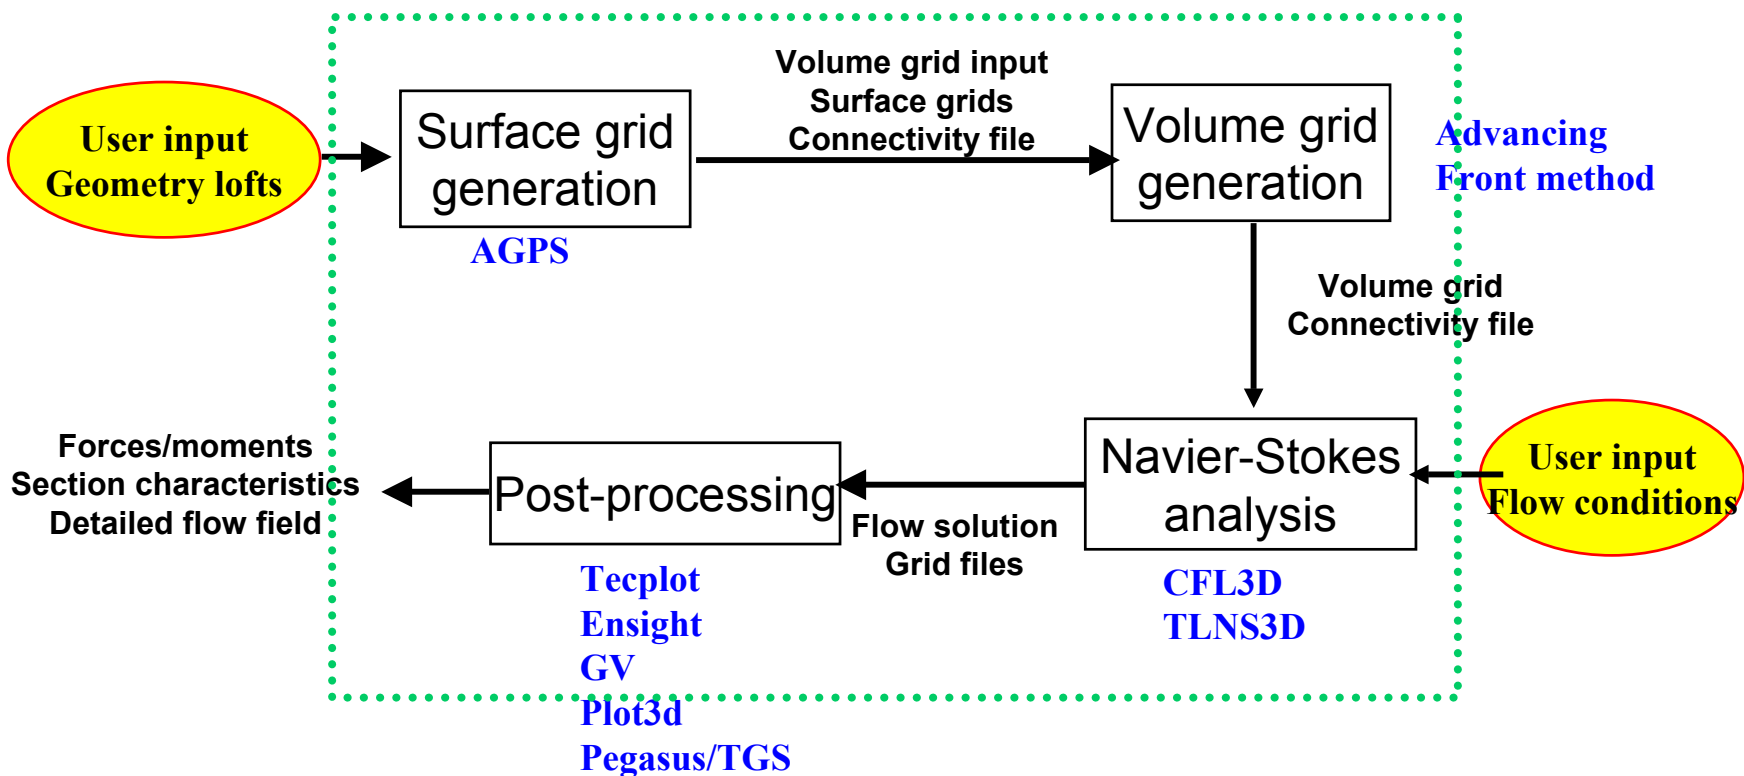 User input
Geometry lofts
Surface grid
generation
AGPS
Volume grid input
Surface grids
Connectivity file
Volume grid
generation
Advancing
Front method
Volume grid
Connectivity file
User input
Flow conditions
Navier-Stokes
analysis
CFL3D
TLNS3D
Flow solution
Grid files
Post-processing
Tecplot
Ensight
GV
Plot3d
Pegasus/TGS
Forces/moments
Section characteristics
Detailed flow field